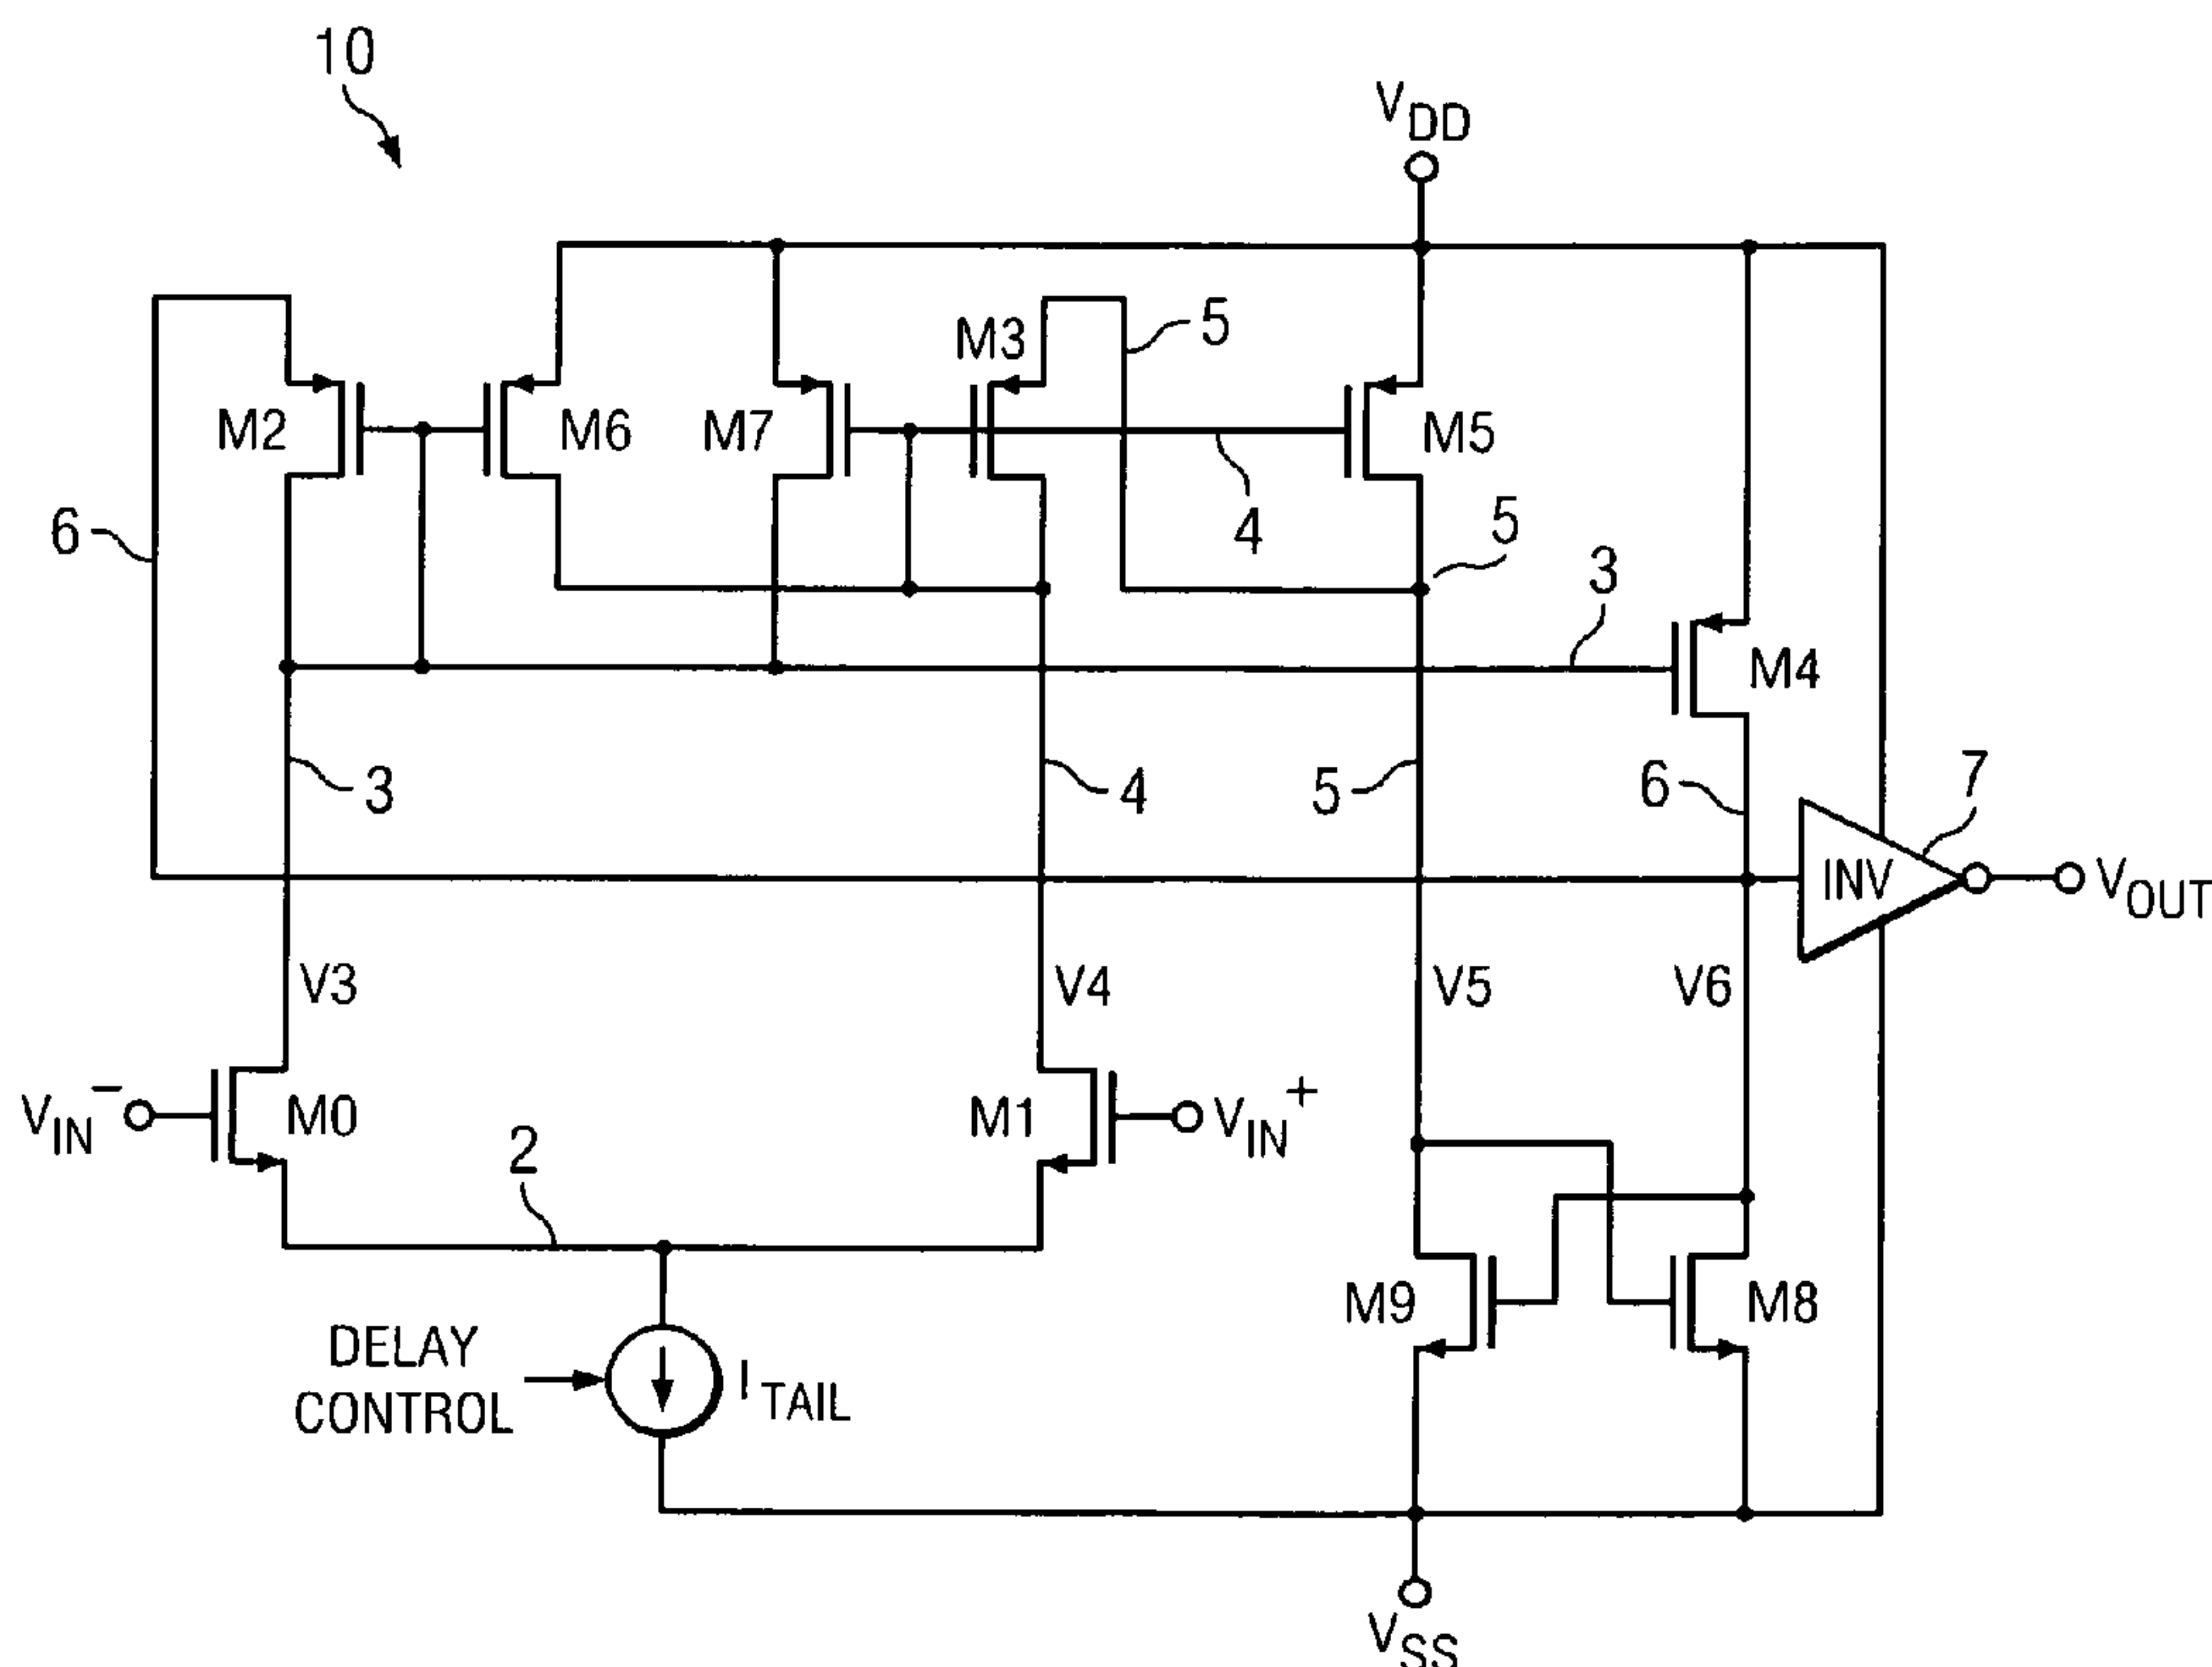 10
VDD
M3
5
M2
M6
M7
M5
6
4
5
3
M4
3
4
5
6
7
INV
VOUT
V3
V4
V5
V6
VIN−
M0
M1
VIN+
2
M9
M8
DELAY
CONTROL
ITAIL
VSS